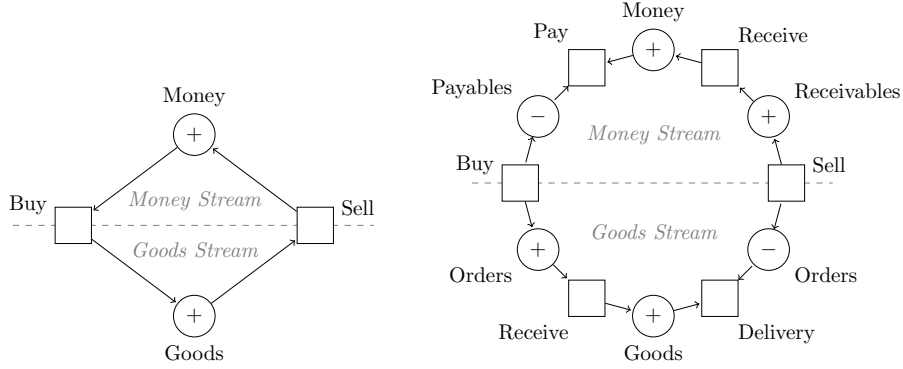 Money
+
Buy
Money Stream
Sell
Goods Stream
+
Goods
Money
Pay
+
Receive
Payables
−
+
Receivables
Money Stream
Buy
Sell
Goods Stream
+
−
Orders
Orders
Receive
+
Delivery
Goods